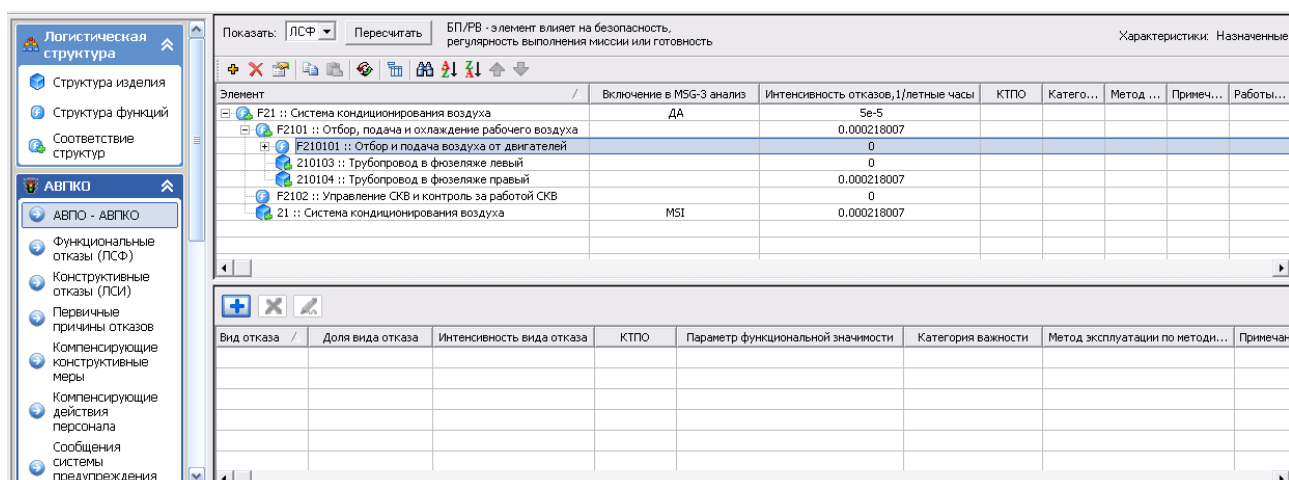 Логистическая
структура
Структура изделия
Структура функций
Соответствие
структур
АВПКО
АВПО - АВПКО
Функциональные
отказы (ЛСФ)
Конструктивные
отказы (ЛСИ)
Первичные
причины отказов
Компенсирующие
конструктивные
меры
Компенсирующие
действия
персонала
Сообщения
системы
предупреждения
Показать: ЛСФ Пересчитать БП/РВ - элемент влияет на безопасность,
регулярность выполнения миссии или готовность
Характеристики: Назначенные
Элемент Включение в MSG-3 анализ Интенсивность отказов,1/летные часы КТПО Катего... Метод ... Примеч... Работы...
F21 :: Система кондиционирования воздуха ДА 5e-5
F2101 :: Отбор, подача и охлаждение рабочего воздуха 0.000218007
F210101 :: Отбор и подача воздуха от двигателей 0
210103 :: Трубопровод в фюзеляже левый 0
210104 :: Трубопровод в фюзеляже правый 0.000218007
F2102 :: Управление СКВ и контроль за работой СКВ 0
21 :: Система кондиционирования воздуха MSI 0.000218007
Вид отказа Доля вида отказа Интенсивность вида отказа КТПО Параметр функциональной значимости Категория важности Метод эксплуатации по методи... Примечан